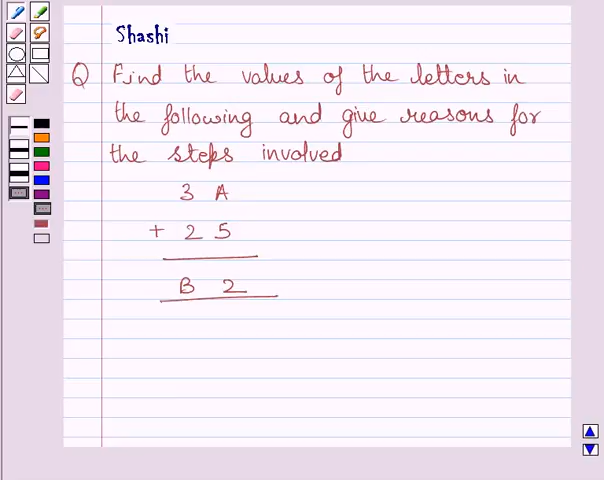 Shashi
Q Find the values of the letters in
the following and give reasons for
the steps involved
3 A
+ 2 5
B 2